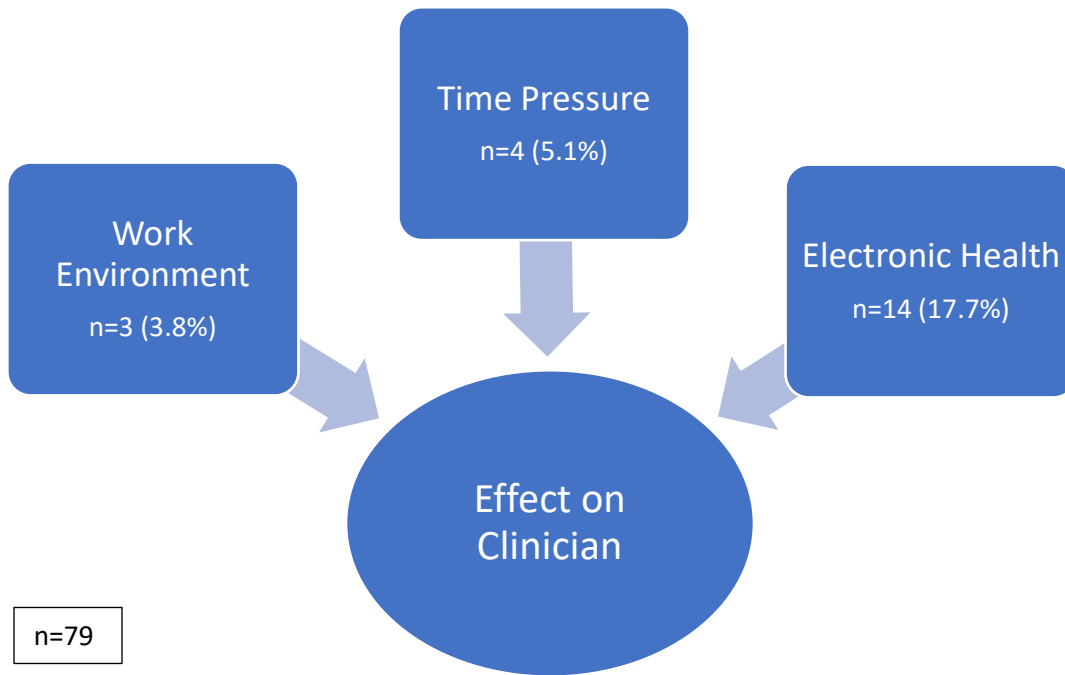 Time Pressure
n=4 (5.1%)
Work
Environment
n=3 (3.8%)
Electronic Health
n=14 (17.7%)
Effect on
Clinician
n=79